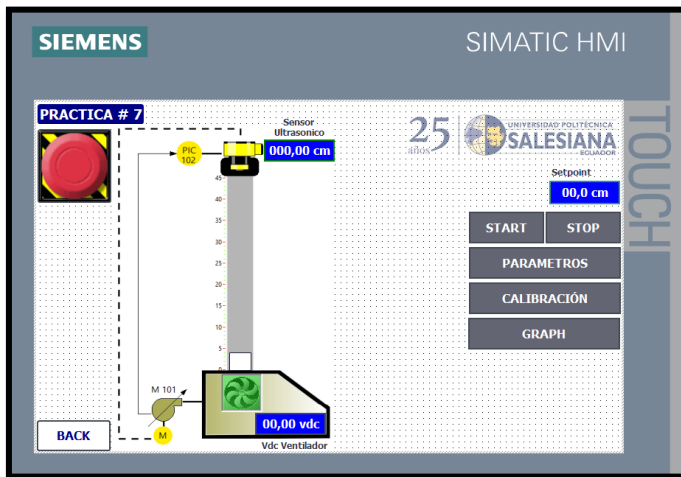 SIEMENS
SIMATIC HMI
TOUCH
PRACTICA # 7
Sensor
Ultrasonico
000,00 cm
PIC
102
25
años
UNIVERSIDAD POLITÉCNICA
SALESIANA
ECUADOR
Setpoint
00,0 cm
START
STOP
PARAMETROS
CALIBRACIÓN
GRAPH
45
40
35
30
25
20
15
10
5
0
M 101
M
00,00 vdc
Vdc Ventilador
BACK